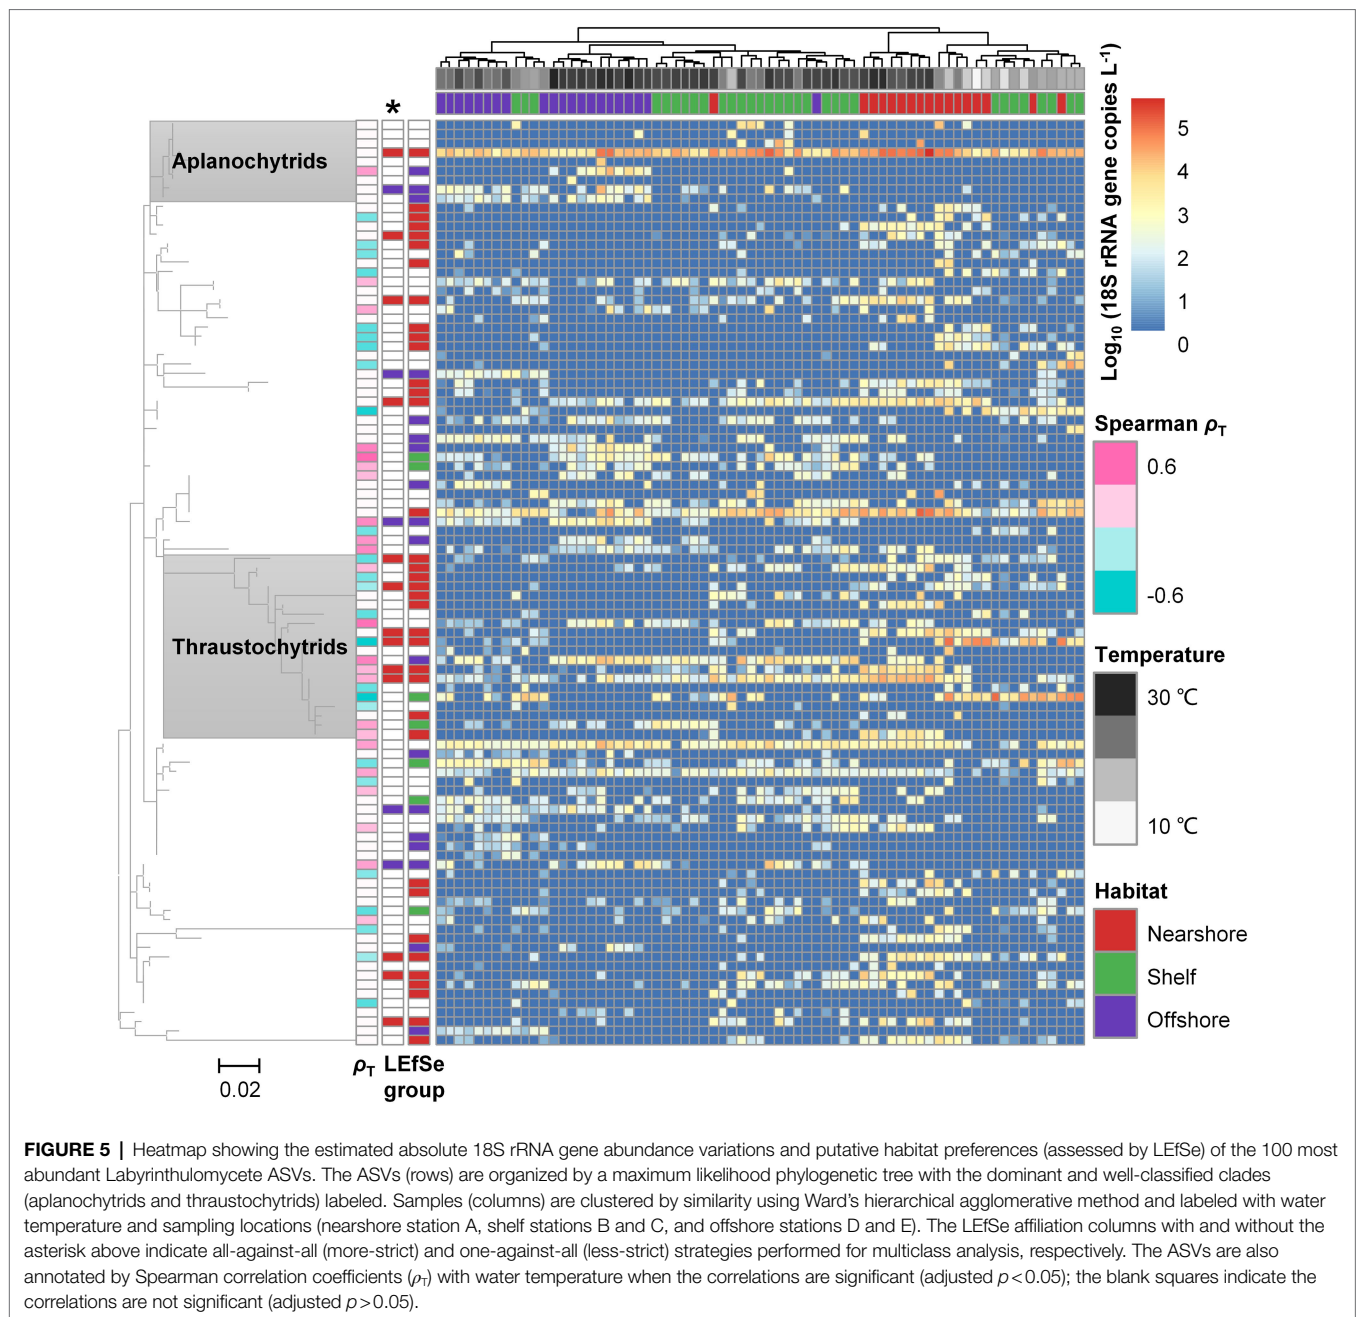 *
Aplanochytrids
Thraustochytrids
0.02
ρT LEfSe
group
Log10 (18S rRNA gene copies L-1)
5
4
3
2
1
0
Spearman ρT
0.6
-0.6
Temperature
30 ℃
10 ℃
Habitat
Nearshore
Shelf
Offshore
FIGURE 5 | Heatmap showing the estimated absolute 18S rRNA gene abundance variations and putative habitat preferences (assessed by LEfSe) of the 100 most
abundant Labyrinthulomycete ASVs. The ASVs (rows) are organized by a maximum likelihood phylogenetic tree with the dominant and well-classified clades
(aplanochytrids and thraustochytrids) labeled. Samples (columns) are clustered by similarity using Ward's hierarchical agglomerative method and labeled with water
temperature and sampling locations (nearshore station A, shelf stations B and C, and offshore stations D and E). The LEfSe affiliation columns with and without the
asterisk above indicate all-against-all (more-strict) and one-against-all (less-strict) strategies performed for multiclass analysis, respectively. The ASVs are also
annotated by Spearman correlation coefficients (ρT) with water temperature when the correlations are significant (adjusted p < 0.05); the blank squares indicate the
correlations are not significant (adjusted p > 0.05).